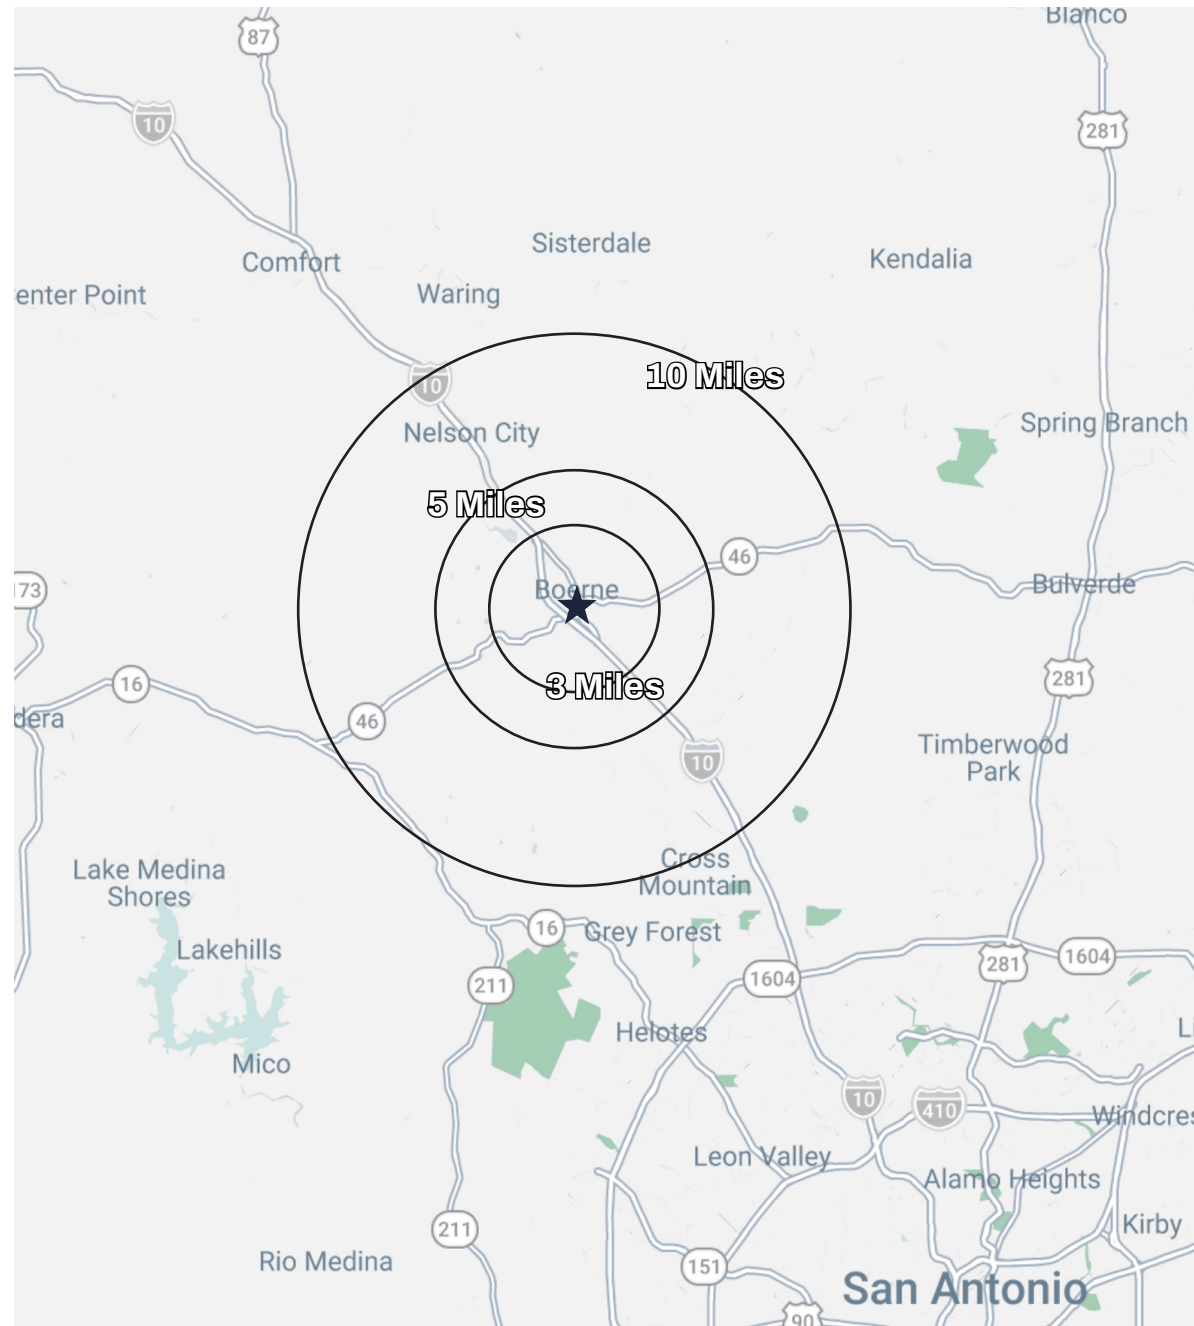 Blanco
87
10
281
Sisterdale
Kendalia
Comfort
enter Point
Waring
10 Miles
10
Spring Branch
Nelson City
5 Miles
46
Bulverde
173
Boerne
281
16
3 Miles
dera
46
Timberwood
Park
10
Cross
Mountain
Lake Medina
Shores
16
Grey Forest
Lakehills
1604
281
1604
211
Helotes
L
Mico
10
410
Windcres
Leon Valley
Alamo Heights
211
Kirby
Rio Medina
151
San Antonio
90